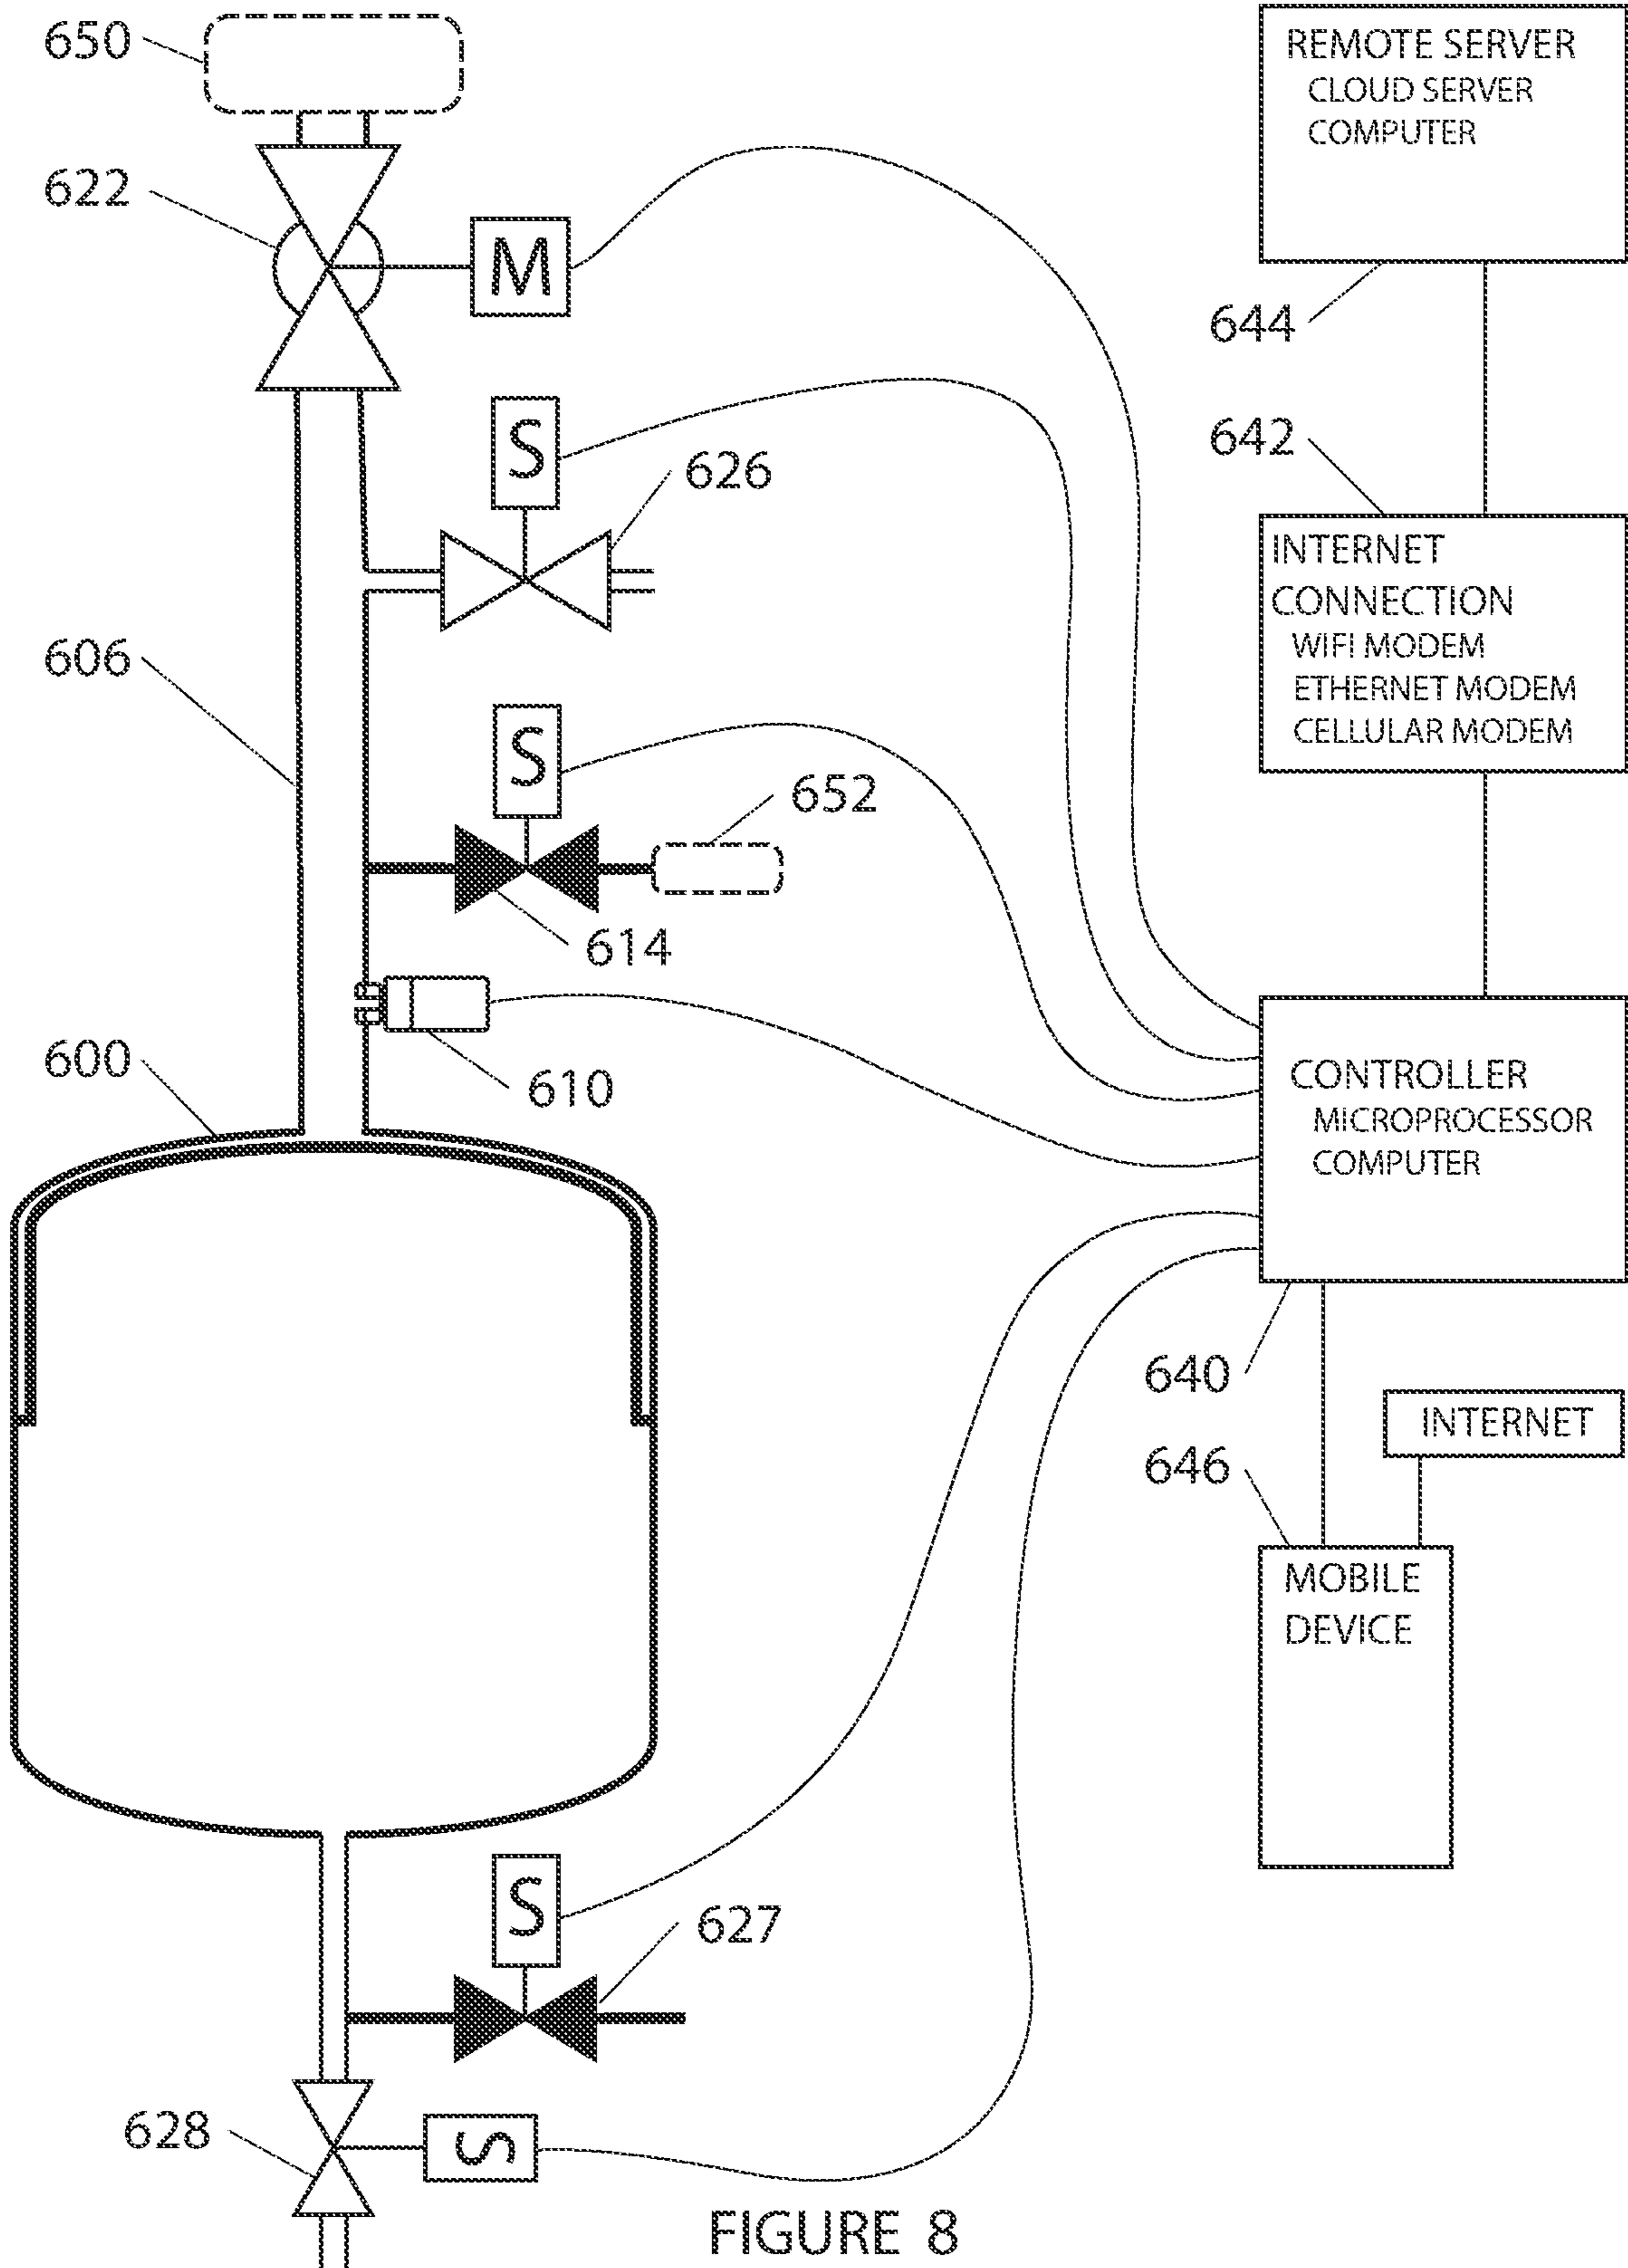 650
REMOTE SERVER
CLOUD SERVER
COMPUTER
622
M
644
S
626
642
INTERNET
CONNECTION
WIFI MODEM
ETHERNET MODEM
CELLULAR MODEM
606
S
652
614
600
610
CONTROLLER
MICROPROCESSOR
COMPUTER
640
INTERNET
646
MOBILE
DEVICE
S
627
628
S
FIGURE 8